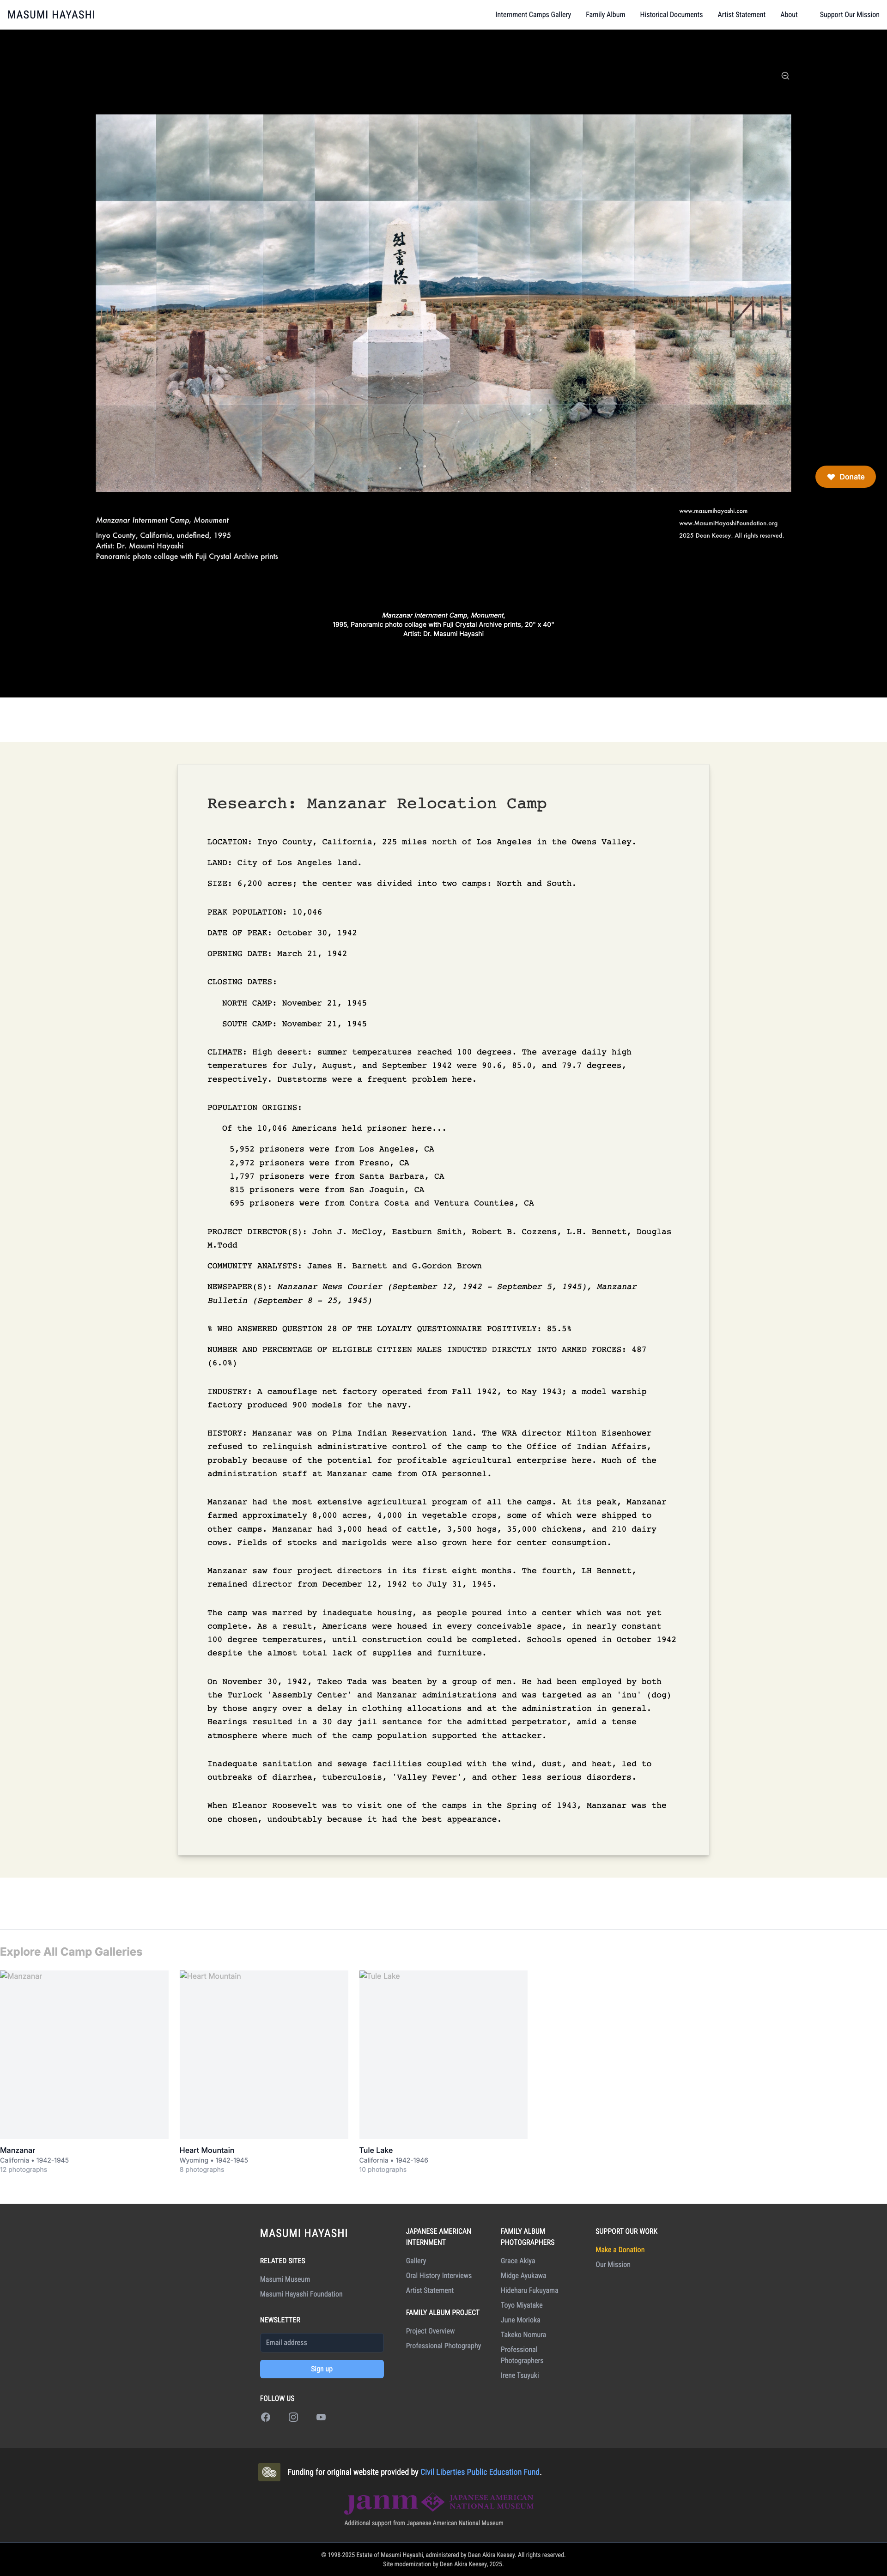 MASUMI HAYASHI
Internment Camps Gallery Family Album Historical Documents Artist Statement About Support Our Mission
慰
霊
塔
Donate
Manzanar Internment Camp, Monument
Inyo County, California, undefined, 1995
Artist: Dr. Masumi Hayashi
Panoramic photo collage with Fuji Crystal Archive prints
www.masumihayashi.com
www.MasumiHayashiFoundation.org
2025 Dean Keesey. All rights reserved.
Manzanar Internment Camp, Monument,
1995, Panoramic photo collage with Fuji Crystal Archive prints, 20" x 40"
Artist: Dr. Masumi Hayashi
Research: Manzanar Relocation Camp
LOCATION: Inyo County, California, 225 miles north of Los Angeles in the Owens Valley.
LAND: City of Los Angeles land.
SIZE: 6,200 acres; the center was divided into two camps: North and South.
PEAK POPULATION: 10,046
DATE OF PEAK: October 30, 1942
OPENING DATE: March 21, 1942
CLOSING DATES:
NORTH CAMP: November 21, 1945
SOUTH CAMP: November 21, 1945
CLIMATE: High desert: summer temperatures reached 100 degrees. The average daily high
temperatures for July, August, and September 1942 were 90.6, 85.0, and 79.7 degrees,
respectively. Duststorms were a frequent problem here.
POPULATION ORIGINS:
Of the 10,046 Americans held prisoner here...
5,952 prisoners were from Los Angeles, CA
2,972 prisoners were from Fresno, CA
1,797 prisoners were from Santa Barbara, CA
815 prisoners were from San Joaquin, CA
695 prisoners were from Contra Costa and Ventura Counties, CA
PROJECT DIRECTOR(S): John J. McCloy, Eastburn Smith, Robert B. Cozzens, L.H. Bennett, Douglas
M.Todd
COMMUNITY ANALYSTS: James H. Barnett and G.Gordon Brown
NEWSPAPER(S): Manzanar News Courier (September 12, 1942 - September 5, 1945), Manzanar
Bulletin (September 8 - 25, 1945)
% WHO ANSWERED QUESTION 28 OF THE LOYALTY QUESTIONNAIRE POSITIVELY: 85.5%
NUMBER AND PERCENTAGE OF ELIGIBLE CITIZEN MALES INDUCTED DIRECTLY INTO ARMED FORCES: 487
(6.0%)
INDUSTRY: A camouflage net factory operated from Fall 1942, to May 1943; a model warship
factory produced 900 models for the navy.
HISTORY: Manzanar was on Pima Indian Reservation land. The WRA director Milton Eisenhower
refused to relinquish administrative control of the camp to the Office of Indian Affairs,
probably because of the potential for profitable agricultural enterprise here. Much of the
administration staff at Manzanar came from OIA personnel.
Manzanar had the most extensive agricultural program of all the camps. At its peak, Manzanar
farmed approximately 8,000 acres, 4,000 in vegetable crops, some of which were shipped to
other camps. Manzanar had 3,000 head of cattle, 3,500 hogs, 35,000 chickens, and 210 dairy
cows. Fields of stocks and marigolds were also grown here for center consumption.
Manzanar saw four project directors in its first eight months. The fourth, LH Bennett,
remained director from December 12, 1942 to July 31, 1945.
The camp was marred by inadequate housing, as people poured into a center which was not yet
complete. As a result, Americans were housed in every conceivable space, in nearly constant
100 degree temperatures, until construction could be completed. Schools opened in October 1942
despite the almost total lack of supplies and furniture.
On November 30, 1942, Takeo Tada was beaten by a group of men. He had been employed by both
the Turlock 'Assembly Center' and Manzanar administrations and was targeted as an 'inu' (dog)
by those angry over a delay in clothing allocations and at the administration in general.
Hearings resulted in a 30 day jail sentance for the admitted perpetrator, amid a tense
atmosphere where much of the camp population supported the attacker.
Inadequate sanitation and sewage facilities coupled with the wind, dust, and heat, led to
outbreaks of diarrhea, tuberculosis, 'Valley Fever', and other less serious disorders.
When Eleanor Roosevelt was to visit one of the camps in the Spring of 1943, Manzanar was the
one chosen, undoubtably because it had the best appearance.
Explore All Camp Galleries
Manzanar Heart Mountain Tule Lake
Manzanar
California • 1942-1945
12 photographs
Heart Mountain
Wyoming • 1942-1945
8 photographs
Tule Lake
California • 1942-1946
10 photographs
MASUMI HAYASHI
RELATED SITES
Masumi Museum
Masumi Hayashi Foundation
NEWSLETTER
Email address
Sign up
FOLLOW US
JAPANESE AMERICAN
INTERNMENT
Gallery
Oral History Interviews
Artist Statement
FAMILY ALBUM PROJECT
Project Overview
Professional Photography
FAMILY ALBUM
PHOTOGRAPHERS
Grace Akiya
Midge Ayukawa
Hideharu Fukuyama
Toyo Miyatake
June Morioka
Takeko Nomura
Professional
Photographers
Irene Tsuyuki
SUPPORT OUR WORK
Make a Donation
Our Mission
Funding for original website provided by Civil Liberties Public Education Fund.
janm JAPANESE AMERICAN
NATIONAL MUSEUM
Additional support from Japanese American National Museum
© 1998-2025 Estate of Masumi Hayashi, administered by Dean Akira Keesey. All rights reserved.
Site modernization by Dean Akira Keesey, 2025.